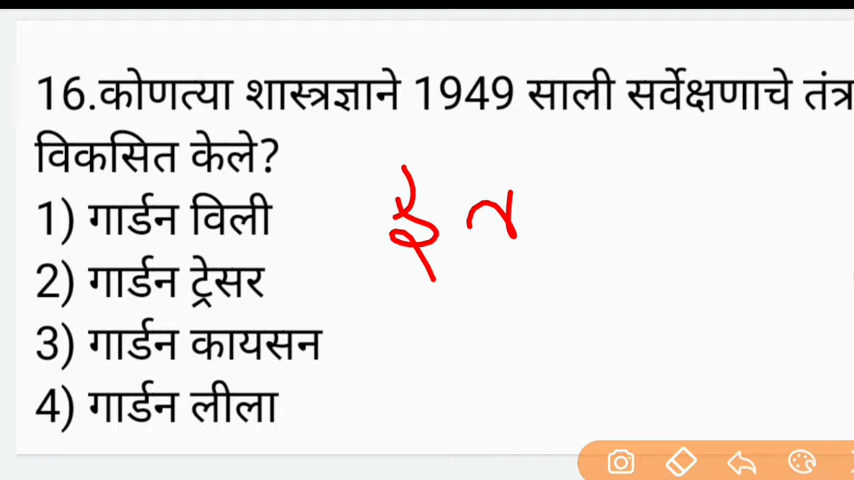 16.कोणत्या शास्त्रज्ञाने 1949 साली सर्वेक्षणाचे तंत्र
विकसित केले?
1) गार्डन विली
2) गार्डन ट्रेसर
3) गार्डन कायसन
4) गार्डन लीला